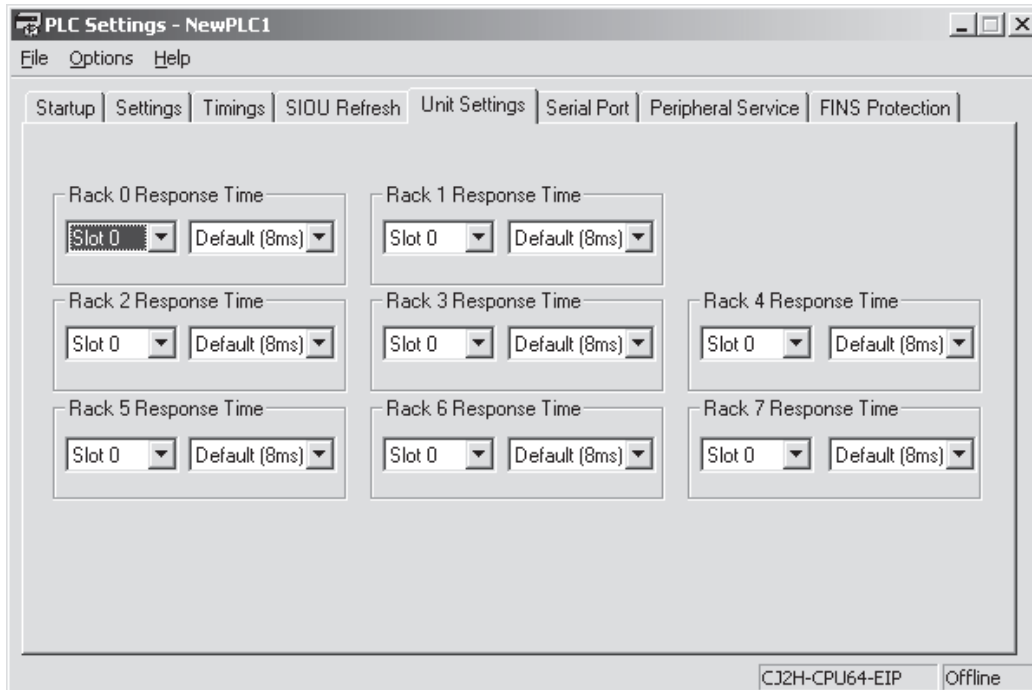 PLC Settings - NewPLC1
File Options Help
Startup Settings Timings SIOU Refresh Unit Settings Serial Port Peripheral Service FINS Protection
Rack 0 Response Time Rack 1 Response Time
Slot 0 Default (8ms) Slot 0 Default (8ms)
Rack 2 Response Time Rack 3 Response Time Rack 4 Response Time
Slot 0 Default (8ms) Slot 0 Default (8ms) Slot 0 Default (8ms)
Rack 5 Response Time Rack 6 Response Time Rack 7 Response Time
Slot 0 Default (8ms) Slot 0 Default (8ms) Slot 0 Default (8ms)
CJ2H-CPU64-EIP Offline